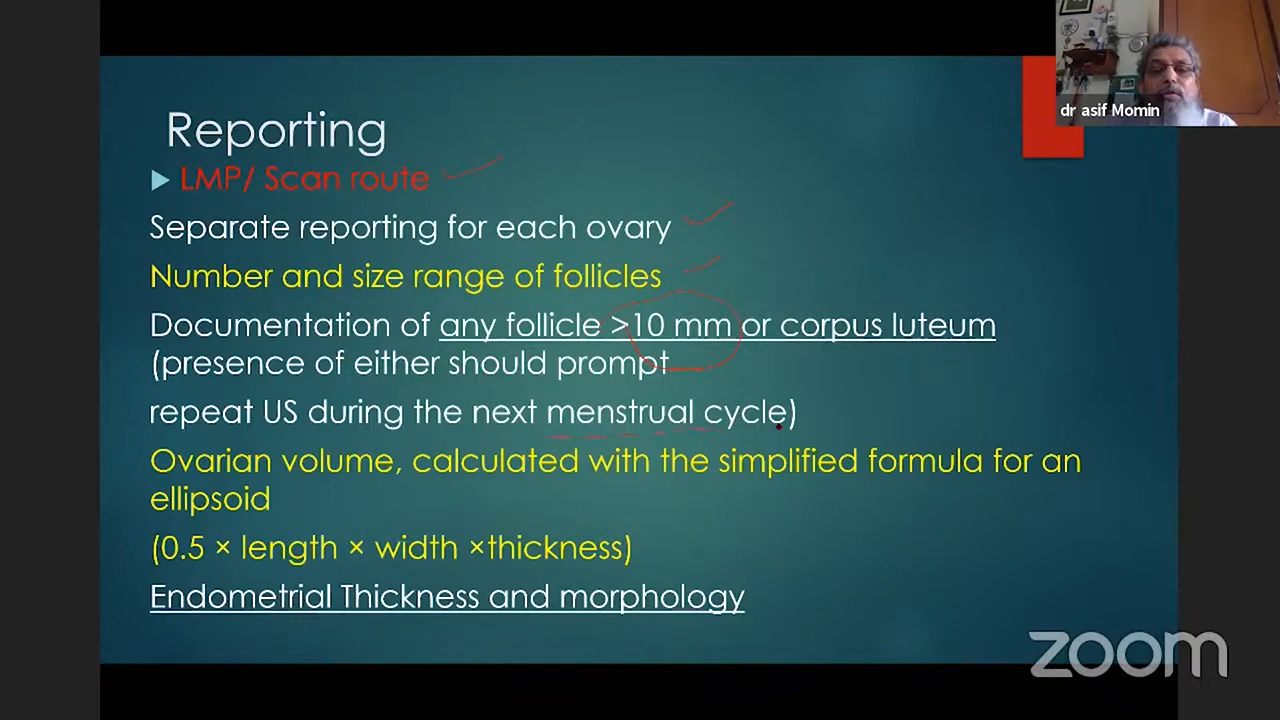 dr asif Momin
Reporting
LMP/ Scan route
Separate reporting for each ovary
Number and size range of follicles
Documentation of any follicle >10 mm or corpus luteum
(presence of either should prompt
repeat US during the next menstrual cycle)
Ovarian volume, calculated with the simplified formula for an
ellipsoid
(0.5 × length × width ×thickness)
Endometrial Thickness and morphology
zoom